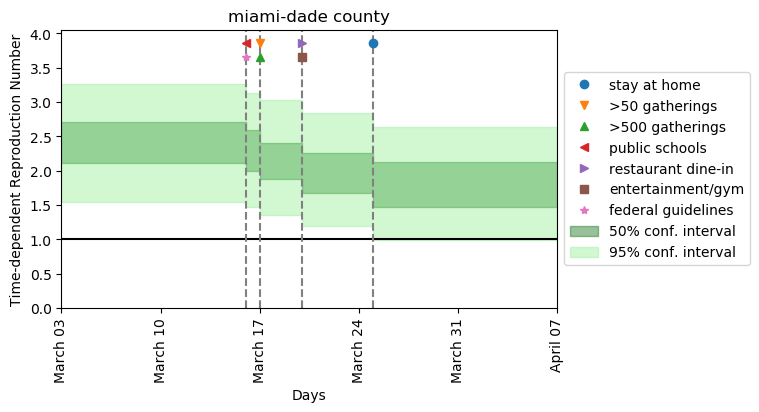 miami-dade county
Time-dependent Reproduction Number
4.0
3.5
3.0
2.5
2.0
1.5
1.0
0.5
0.0
March 03
March 10
March 17
March 24
March 31
April 07
Days
stay at home
>50 gatherings
>500 gatherings
public schools
restaurant dine-in
entertainment/gym
federal guidelines
50% conf. interval
95% conf. interval